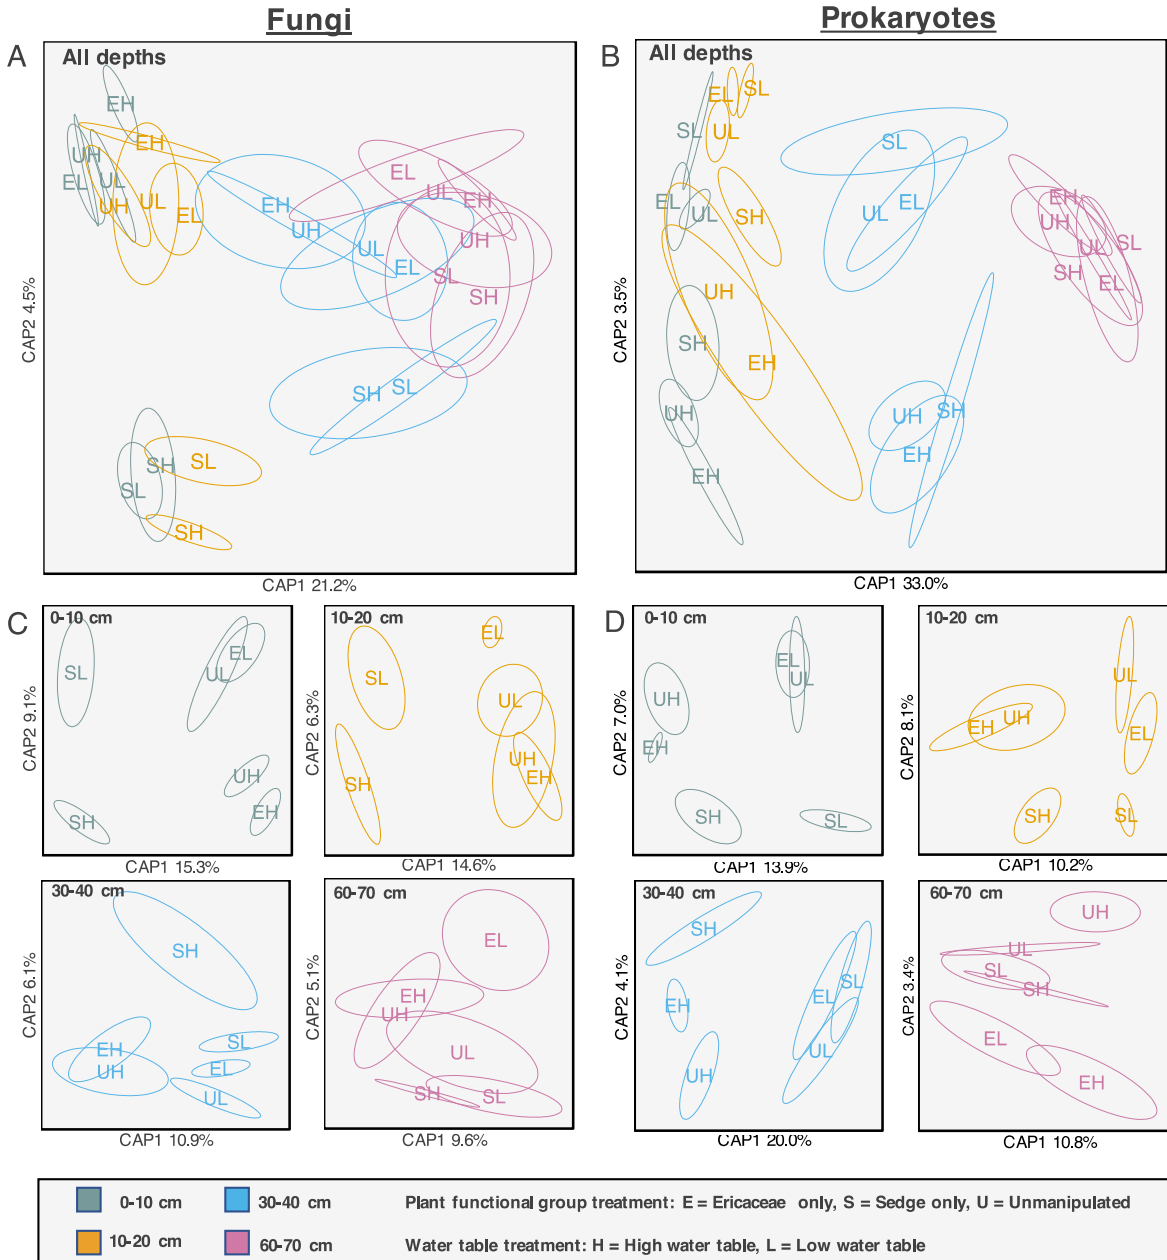 Fungi
Prokaryotes
A
All depths
EH
EH
UH
EL
UL
UH
UL
EL
EH
UH
UL
EL
EL
UL
EH
UH
SL
SH
SH
SL
SH
SL
SL
SH
CAP2 4.5%
CAP1 21.2%
B
All depths
EL
SL
SL
UL
EL
UL
SH
UH
SH
EH
UH
EH
SL
EL
UL
UH
SH
EH
EH
UH
UL
SL
SH
EL
CAP2 3.5%
CAP1 33.0%
C
0-10 cm
SL
EL
UL
UH
EH
SH
CAP2 9.1%
CAP1 15.3%
10-20 cm
EL
SL
UL
UH
EH
SH
CAP2 6.3%
CAP1 14.6%
D
0-10 cm
EL
UL
UH
EH
SH
SL
CAP2 7.0%
CAP1 13.9%
10-20 cm
UL
EH
UH
EL
SH
SL
CAP2 8.1%
CAP1 10.2%
30-40 cm
SH
EH
UH
SL
EL
UL
CAP2 6.1%
CAP1 10.9%
60-70 cm
EL
EH
UH
UL
SH
SL
CAP2 5.1%
CAP1 9.6%
30-40 cm
SH
EH
EL
SL
UL
UH
CAP2 4.1%
CAP1 20.0%
60-70 cm
UH
UL
SL
SH
EL
EH
CAP2 3.4%
CAP1 10.8%
0-10 cm
30-40 cm
Plant functional group treatment: E = Ericaceae only, S = Sedge only, U = Unmanipulated
10-20 cm
60-70 cm
Water table treatment: H = High water table, L = Low water table